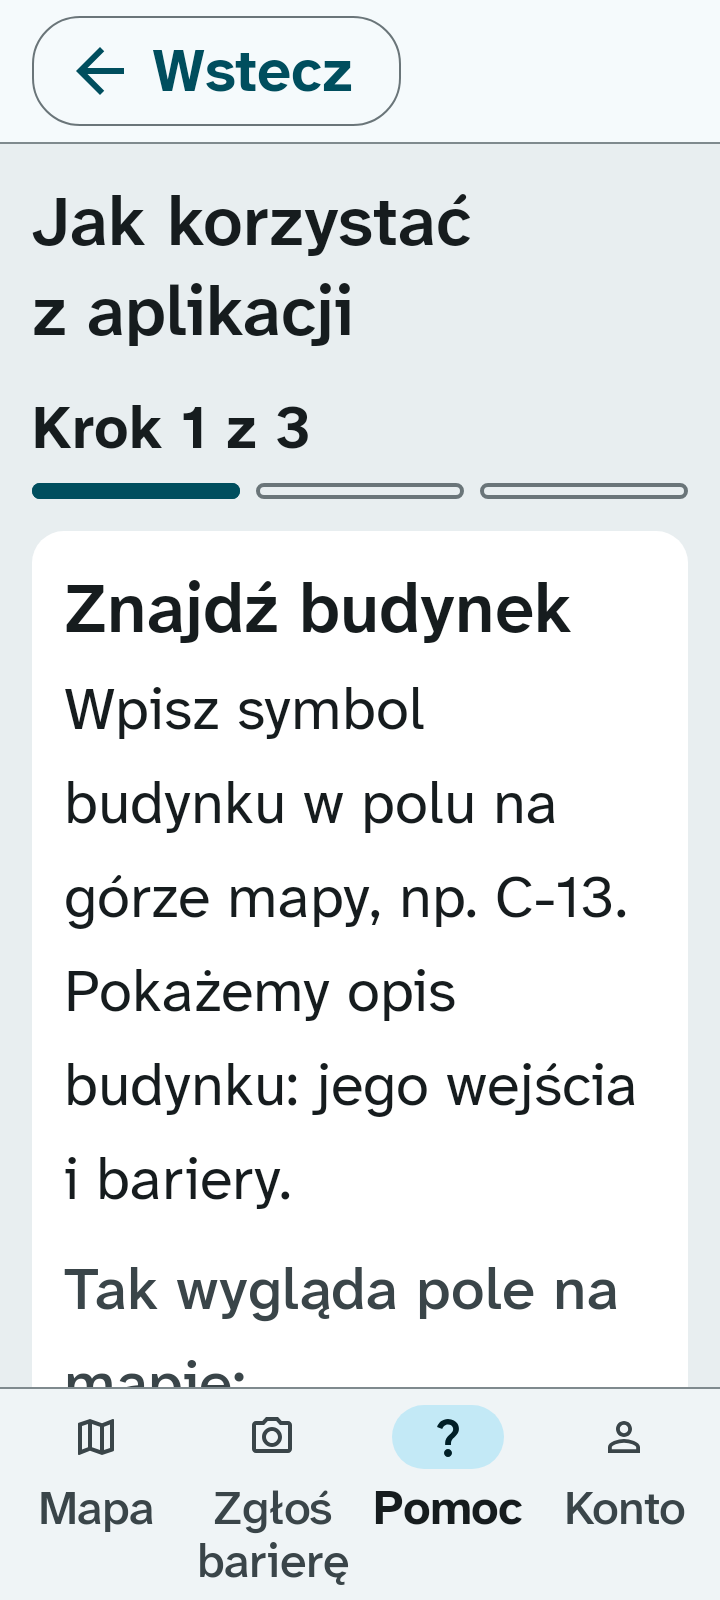 Wstecz
Jak korzystać
z aplikacji
Krok 1 z 3
Znajdź budynek
Wpisz symbol
budynku w polu na
górze mapy, np. C-13.
Pokażemy opis
budynku: jego wejścia
i bariery.
Tak wygląda pole na
mapie:
?
Mapa
Zgłoś
barierę
Pomoc
Konto